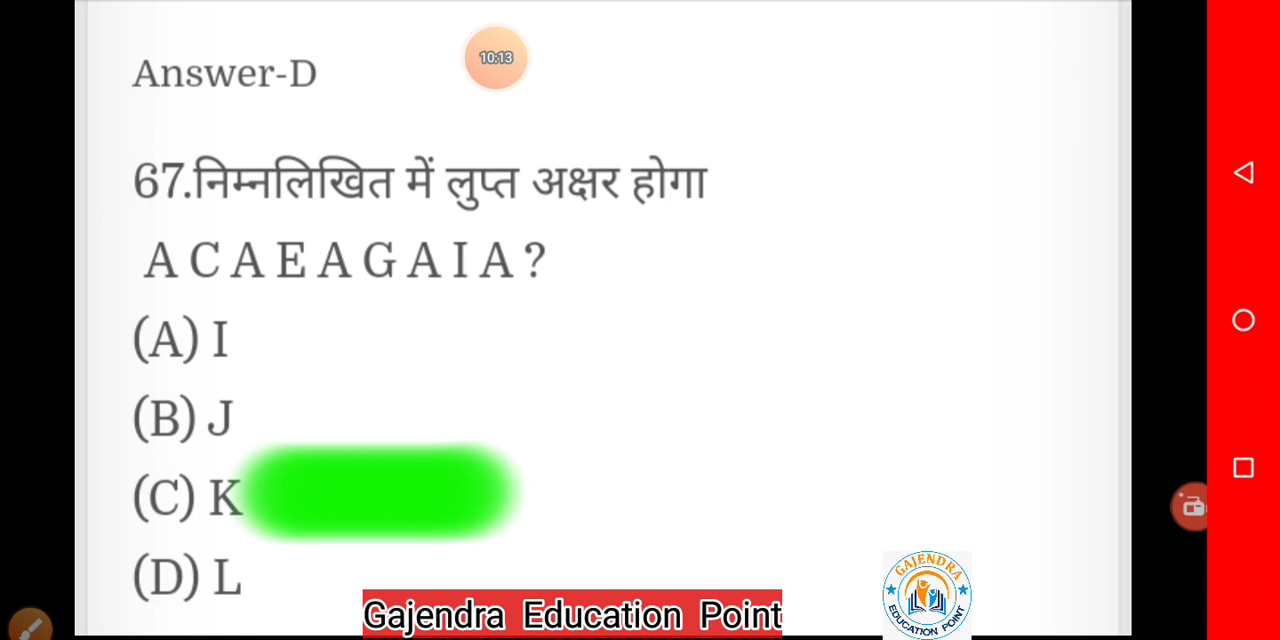 10:13
Answer-D
67.निम्नलिखित में लुप्त अक्षर होगा
A C A E A G A I A ?
(A) I
(B) J
(C) K
(D) L
Gajendra Education Point
GAJENDRA
EDUCATION POINT